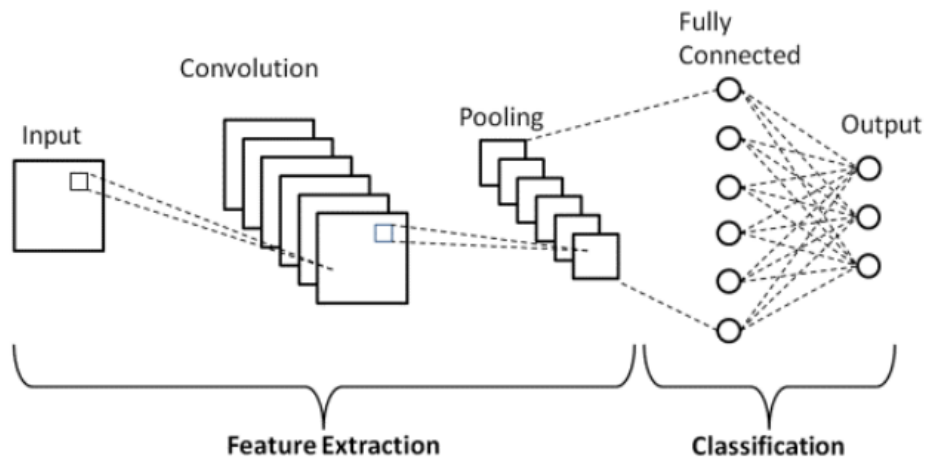 Input
Convolution
Pooling
Fully
Connected
Output
Feature Extraction
Classification